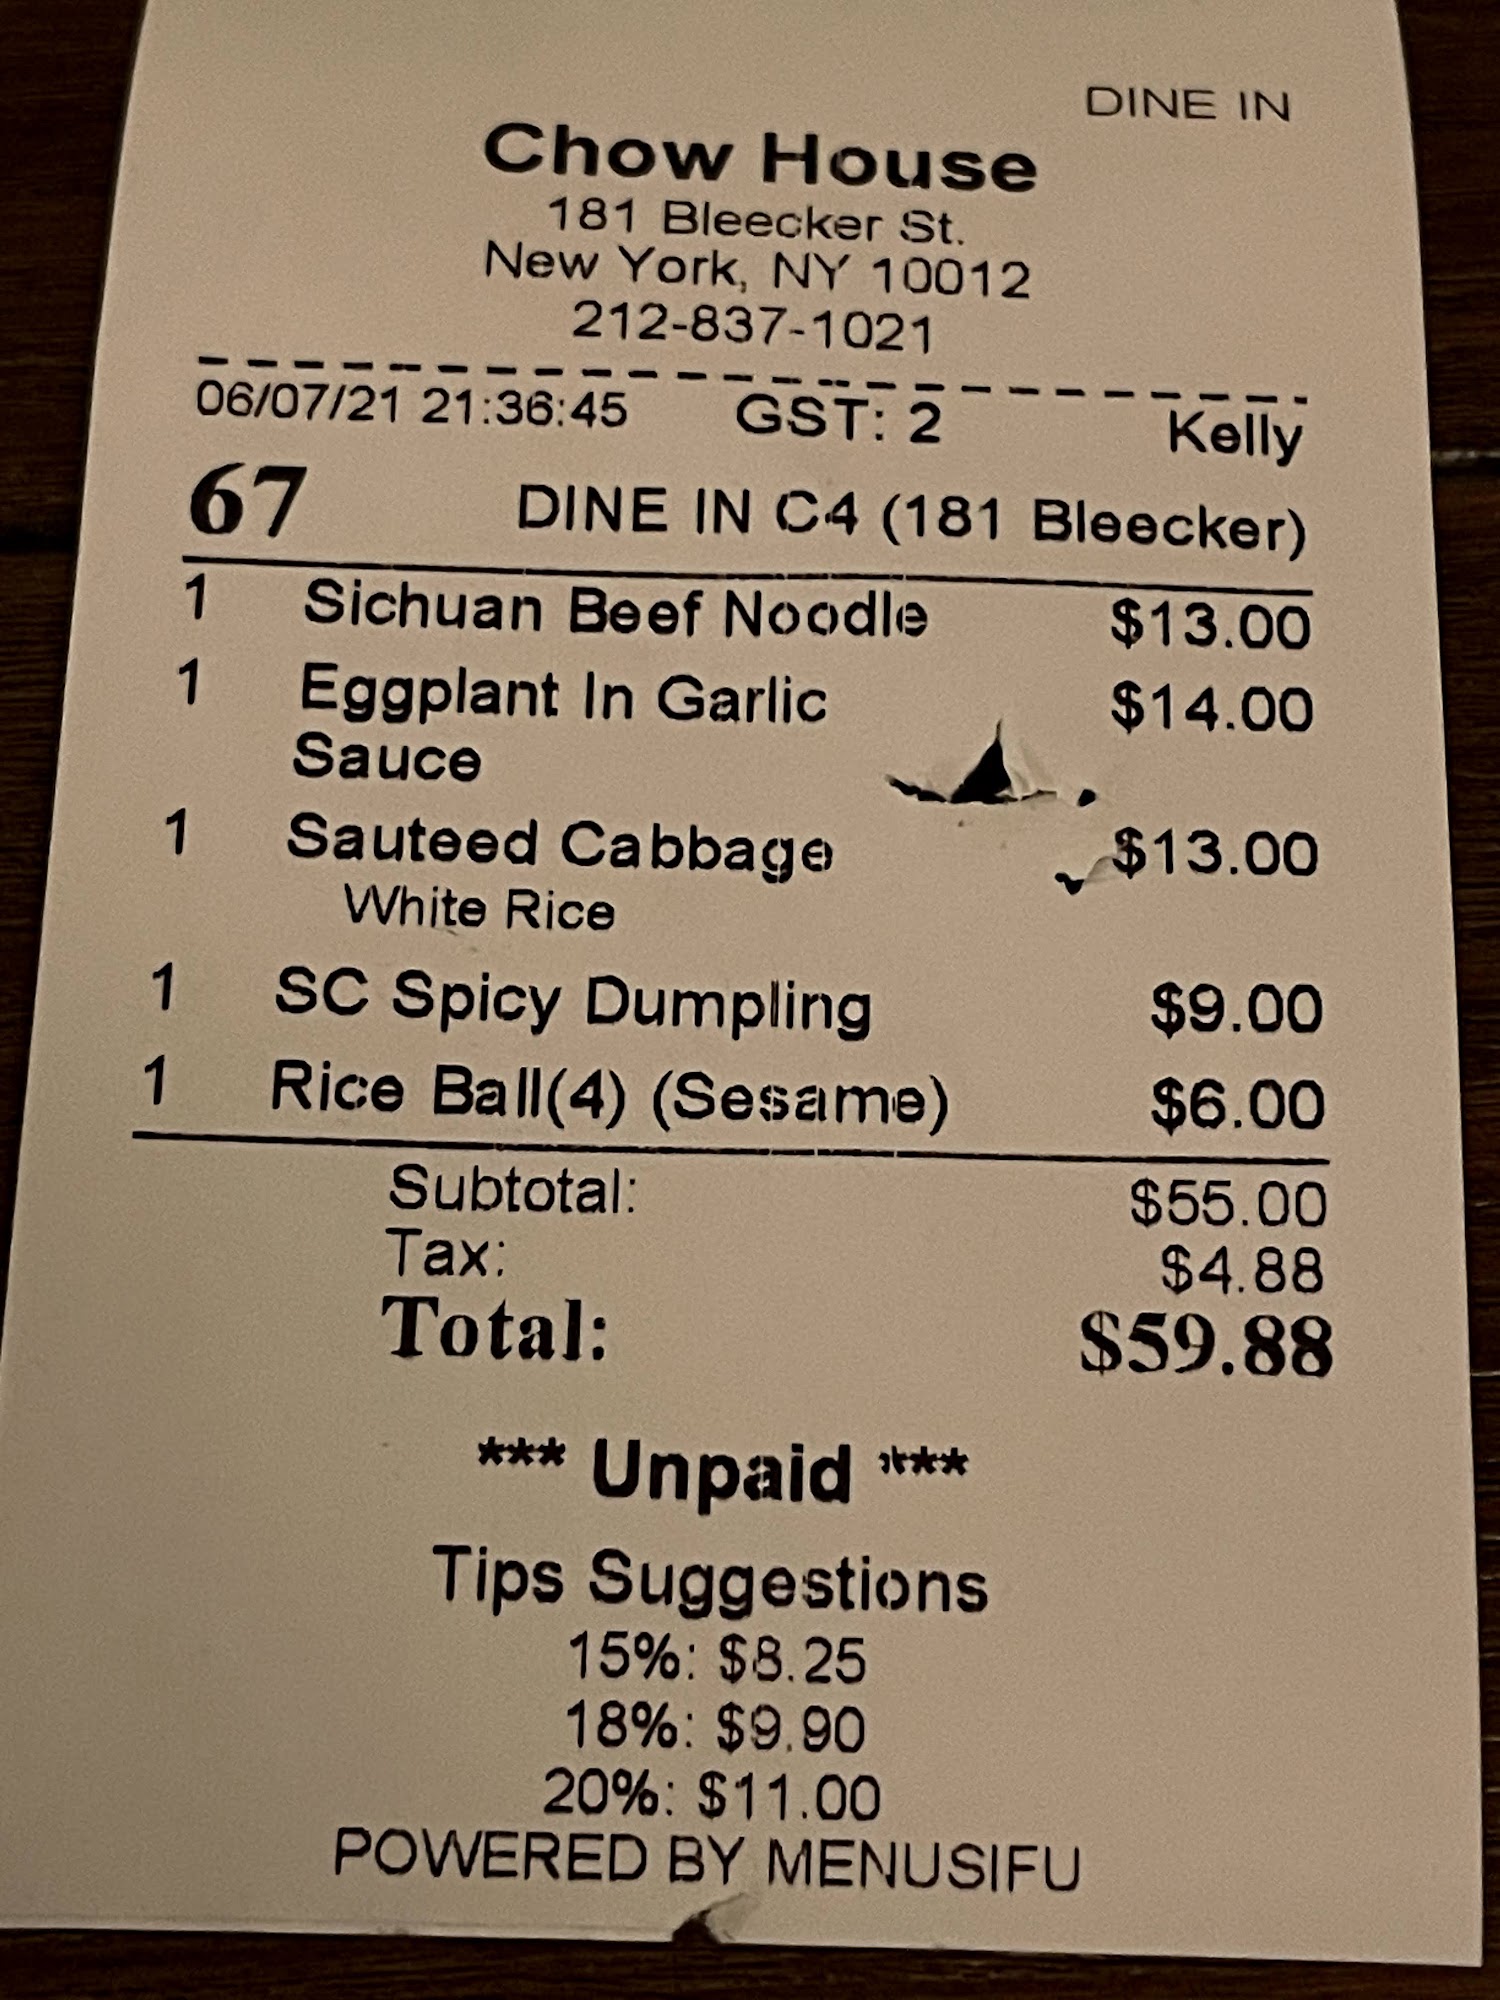 DINE IN
Chow House
181 Bleecker St.
New York, NY 10012
212-837-1021
06/07/21 21:36:45 GST: 2 Kelly
67 DINE IN C4 (181 Bleecker)
1 Sichuan Beef Noodle $13.00
1 Eggplant In Garlic $14.00
Sauce
1 Sauteed Cabbage $13.00
White Rice
1 SC Spicy Dumpling $9.00
1 Rice Ball(4) (Sesame) $6.00
Subtotal: $55.00
Tax: $4.88
Total: $59.88
*** Unpaid ***
Tips Suggestions
15%: $8.25
18%: $9.90
20%: $11.00
POWERED BY MENUSIFU